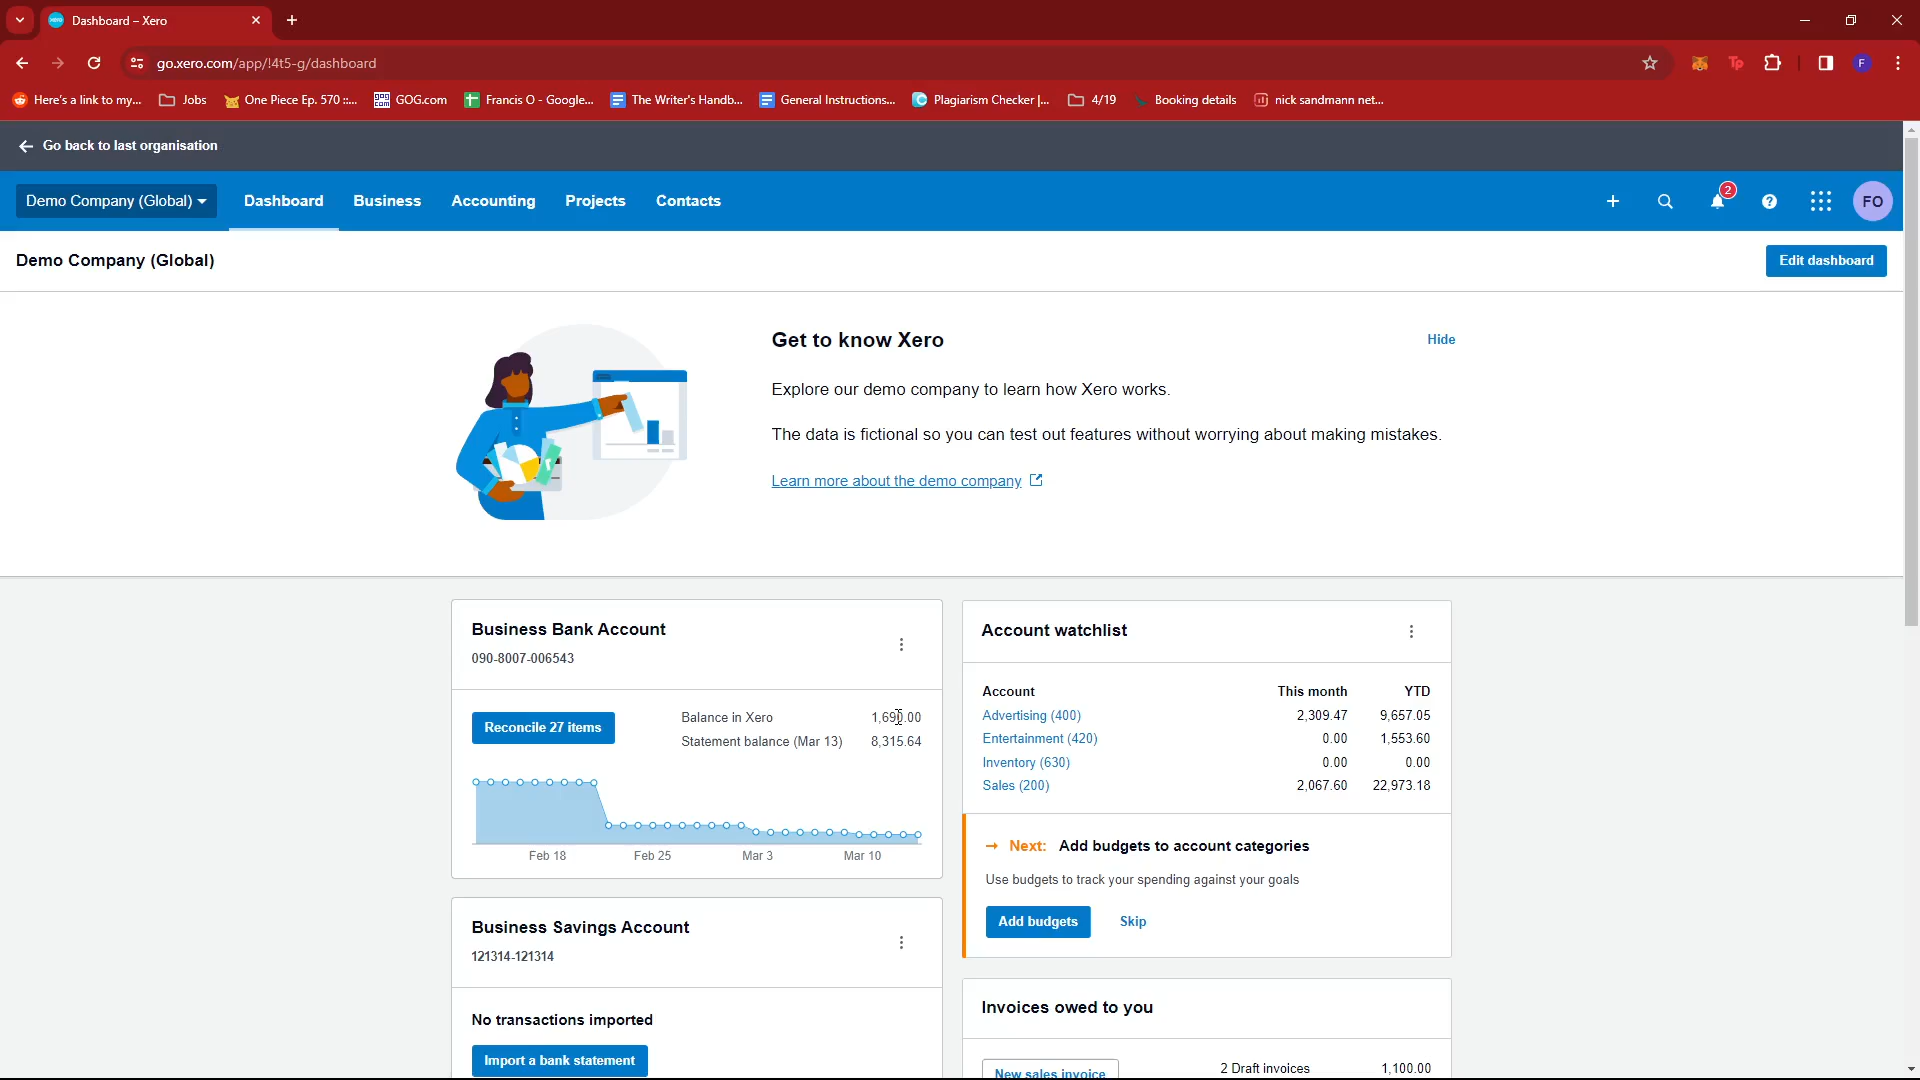 Dashboard – Xero
go.xero.com/app/!4t5-g/dashboard
Tp
F
Here's a link to my...
Jobs
One Piece Ep. 570 ::...
GOG.com
Francis O - Google...
The Writer's Handb...
General Instructions...
Plagiarism Checker |...
4/19
Booking details
nick sandmann net...
Go back to last organisation
Demo Company (Global)
Dashboard
Business
Accounting
Projects
Contacts
2
FO
Demo Company (Global)
Edit dashboard
Get to know Xero
Hide
Explore our demo company to learn how Xero works.
The data is fictional so you can test out features without worrying about making mistakes.
Learn more about the demo company
Business Bank Account
090-8007-006543
Reconcile 27 items
Balance in Xero 1,690.00
Statement balance (Mar 13) 8,315.64
Feb 18 Feb 25 Mar 3 Mar 10
Business Savings Account
121314-121314
No transactions imported
Import a bank statement
Account watchlist
Account This month YTD
Advertising (400) 2,309.47 9,657.05
Entertainment (420) 0.00 1,553.60
Inventory (630) 0.00 0.00
Sales (200) 2,067.60 22,973.18
Next: Add budgets to account categories
Use budgets to track your spending against your goals
Add budgets
Skip
Invoices owed to you
New sales invoice
2 Draft invoices 1,100.00